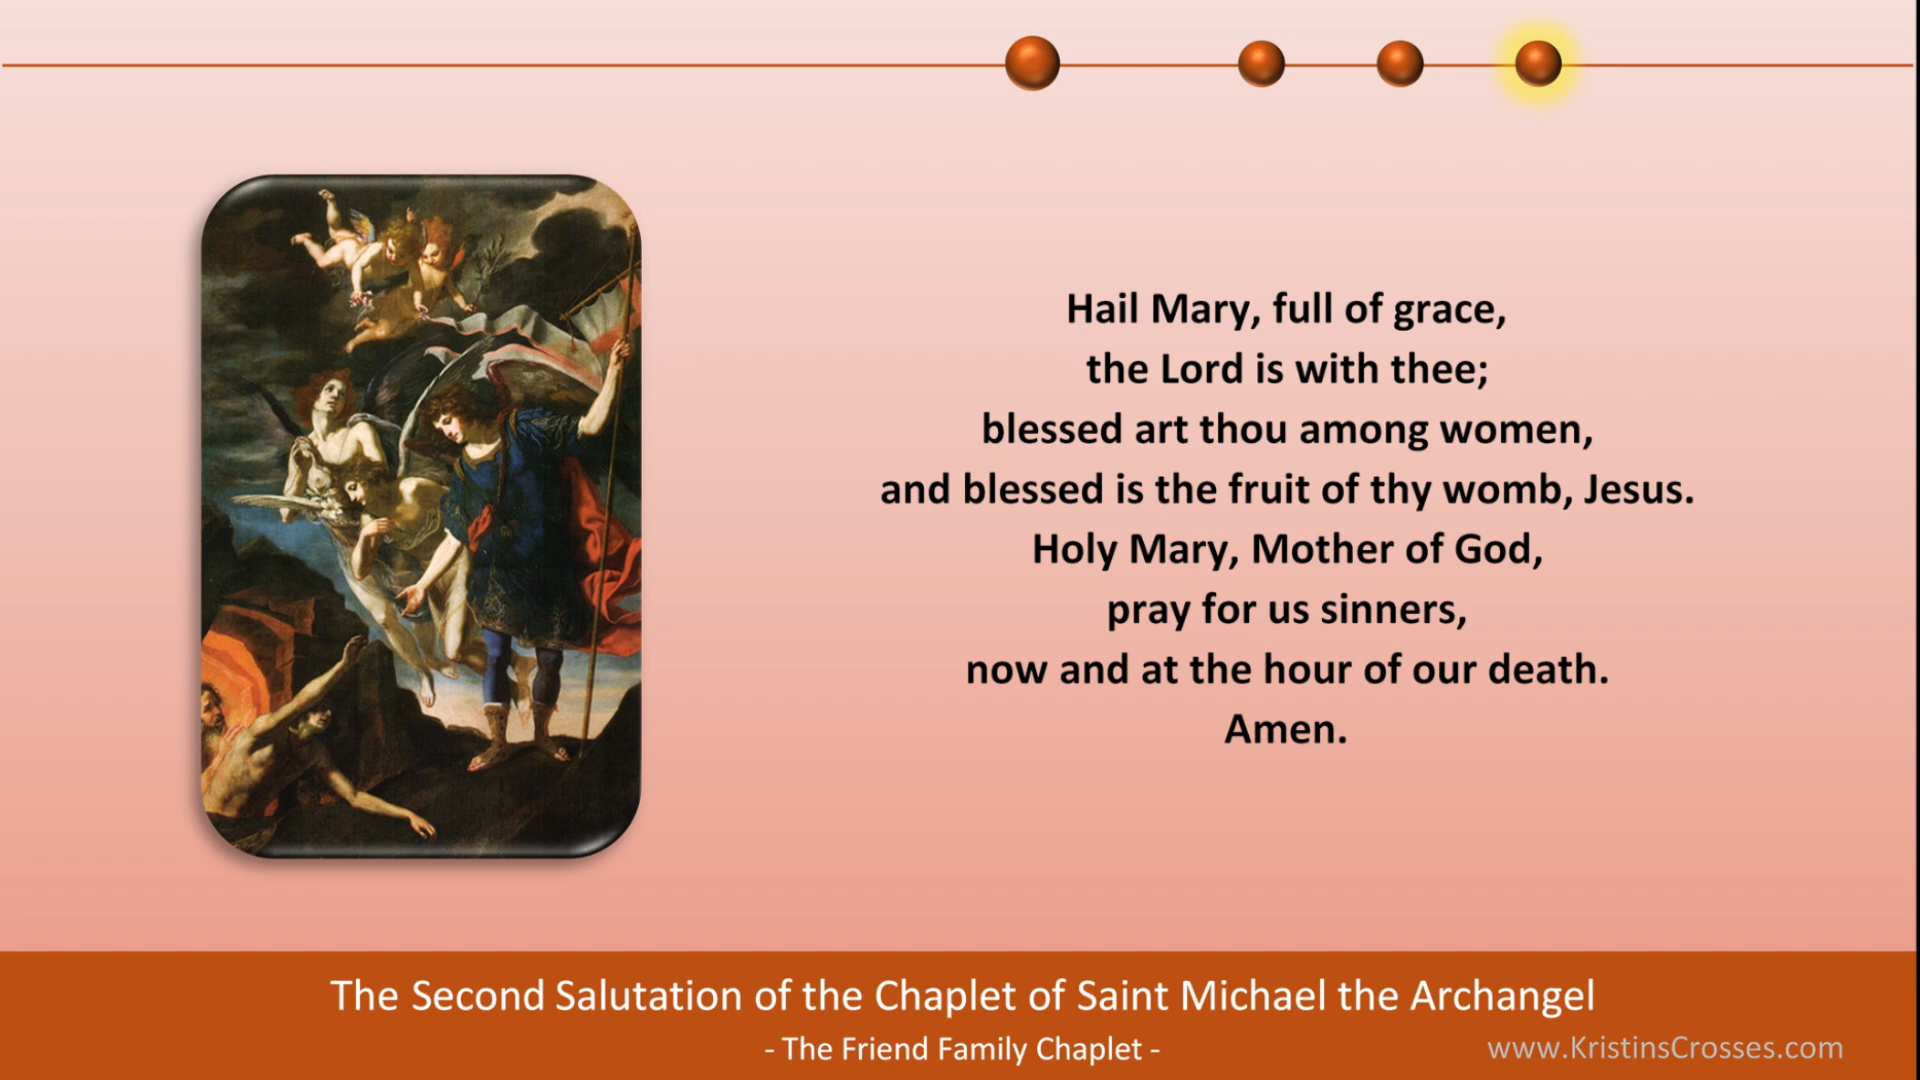 Hail Mary, full of grace,
the Lord is with thee;
blessed art thou among women,
and blessed is the fruit of thy womb, Jesus.
Holy Mary, Mother of God,
pray for us sinners,
now and at the hour of our death.
Amen.
The Second Salutation of the Chaplet of Saint Michael the Archangel
- The Friend Family Chaplet -
www.KristinsCrosses.com